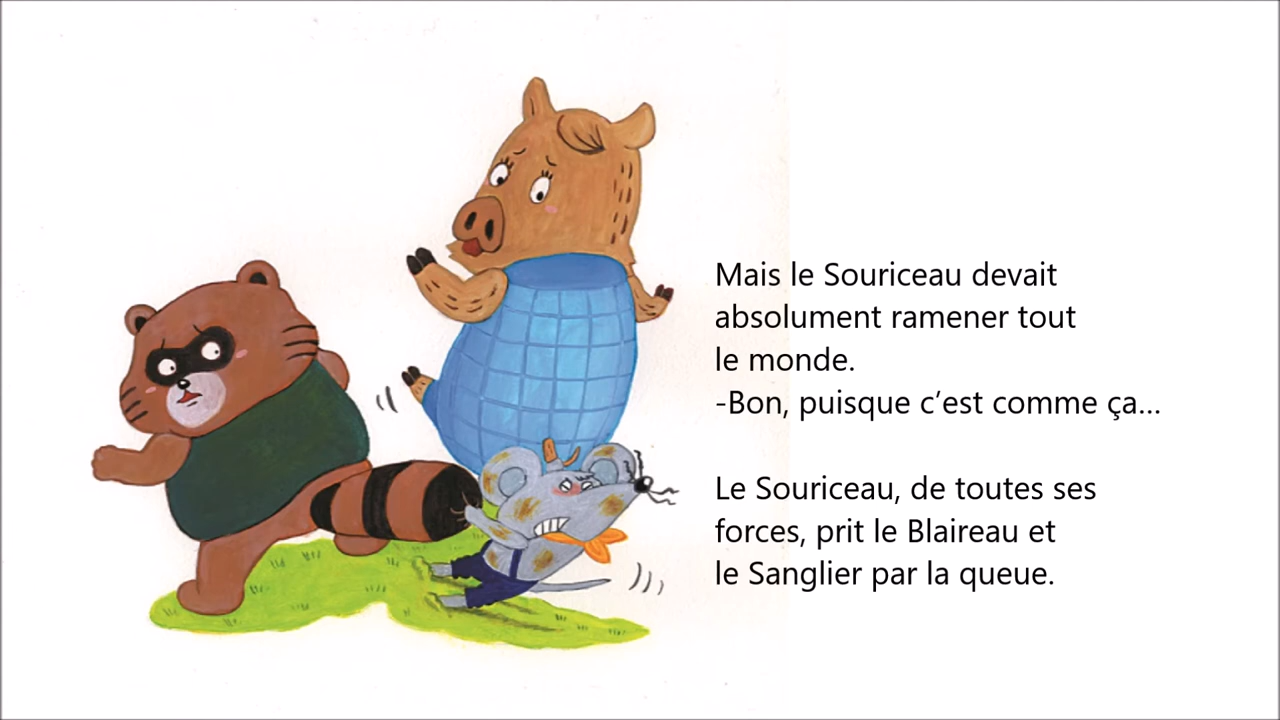 Mais le Souriceau devait
absolument ramener tout
le monde.
-Bon, puisque c’est comme ça…
Le Souriceau, de toutes ses
forces, prit le Blaireau et
le Sanglier par la queue.